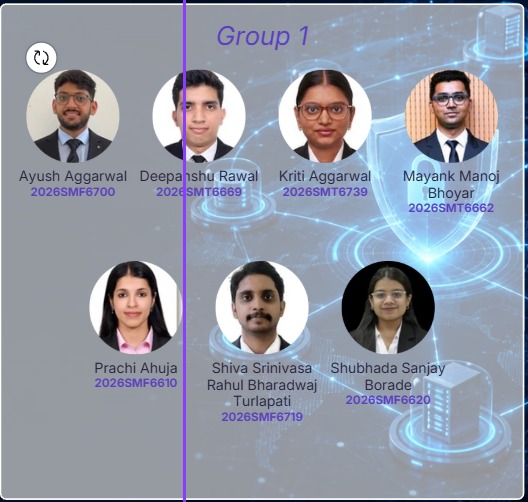 Group 1
Ayush Aggarwal
2026SMF6700
Deepanshu Rawal
2026SMT6669
Kriti Aggarwal
2026SMT6739
Mayank Manoj
Bhoyar
2026SMT6662
Prachi Ahuja
2026SMF6610
Shiva Srinivasa
Rahul Bharadwaj
Turlapati
2026SMF6719
Shubhada Sanjay
Borade
2026SMF6620